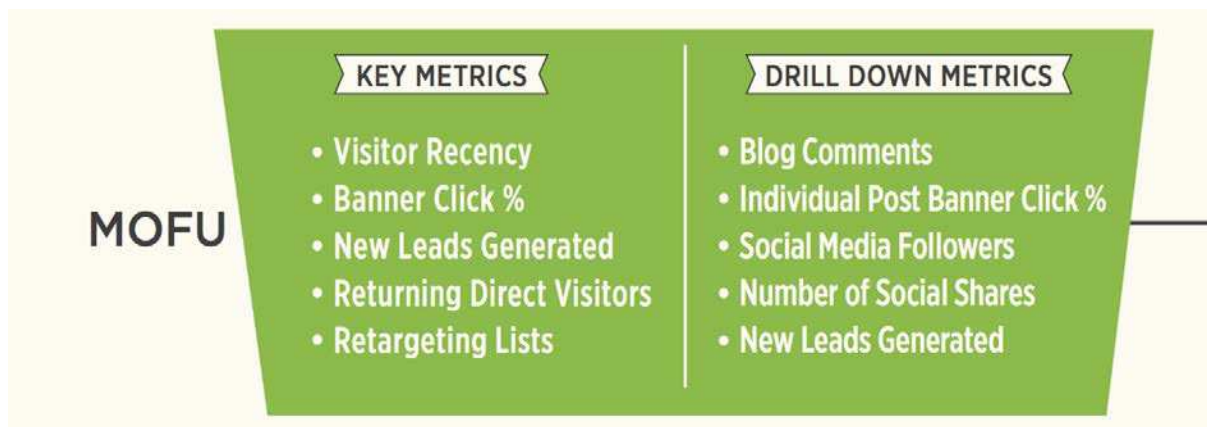 MOFU
KEY METRICS
• Visitor Recency
• Banner Click %
• New Leads Generated
• Returning Direct Visitors
• Retargeting Lists
DRILL DOWN METRICS
• Blog Comments
• Individual Post Banner Click %
• Social Media Followers
• Number of Social Shares
• New Leads Generated